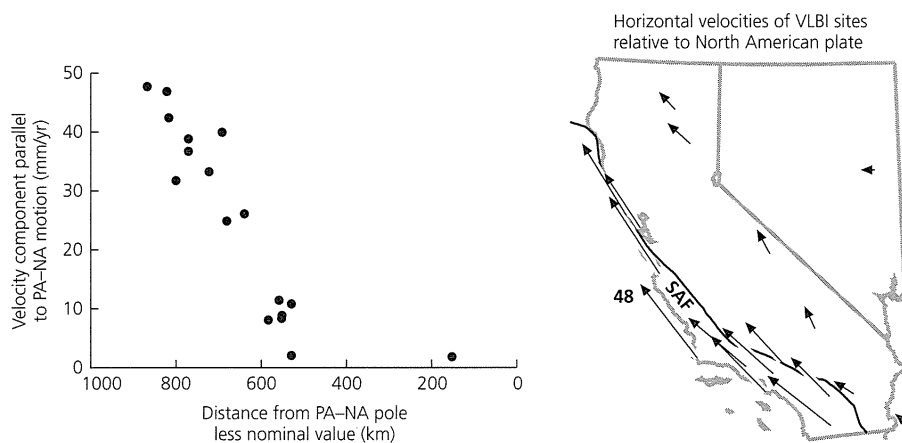 Velocity component parallel
to PA–NA motion (mm/yr)
50
40
30
20
10
0
1000 800 600 400 200 0
Distance from PA–NA pole
less nominal value (km)
Horizontal velocities of VLBI sites
relative to North American plate
48
SAF